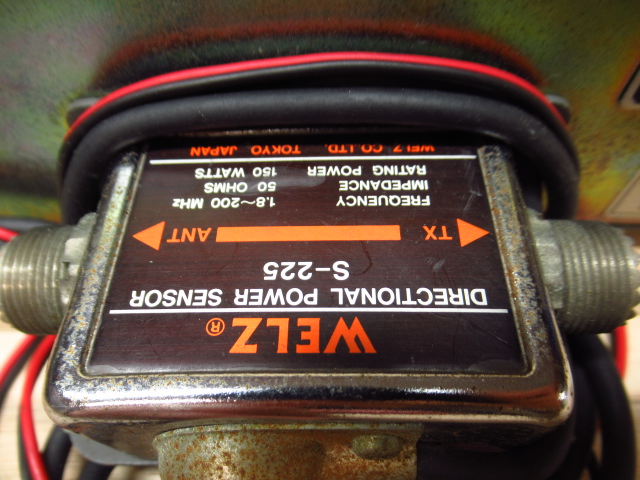 WELZ®
DIRECTIONAL POWER SENSOR
S-225
TX ANT
FREQUENCY 1.8~200 MHz
IMPEDANCE 50 OHMS
RATING POWER 150 WATTS
WELZ CO.LTD. TOKYO JAPAN